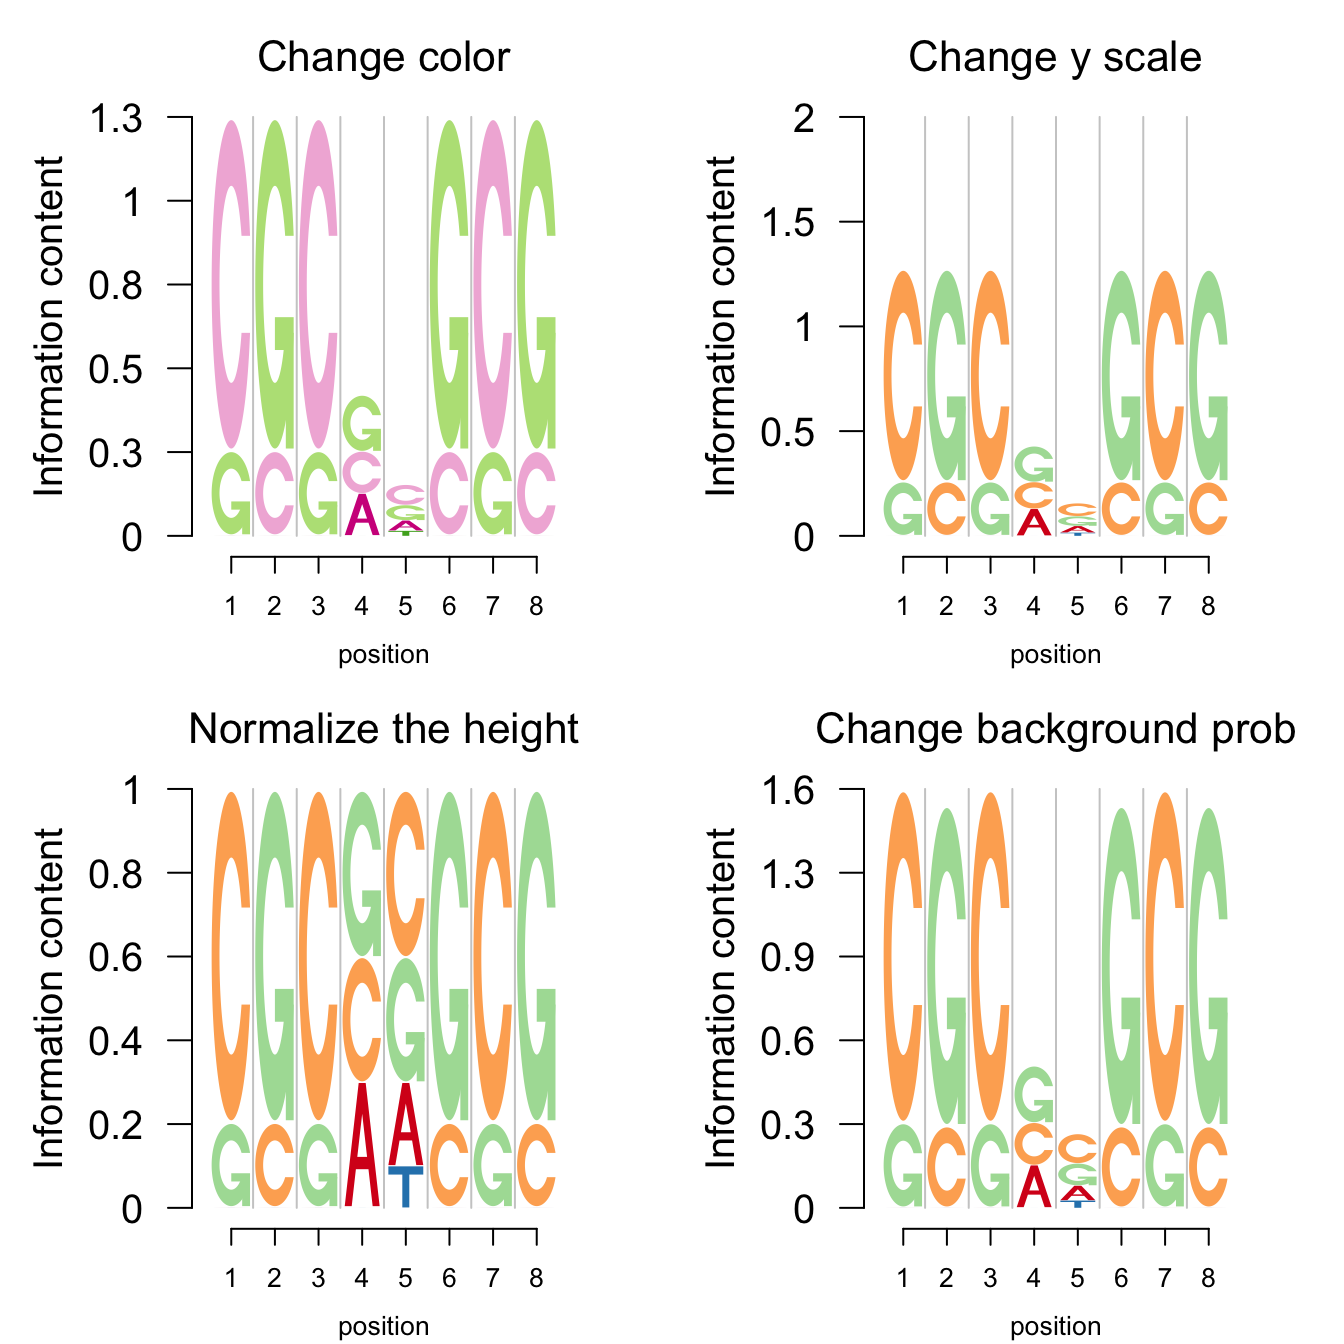 Change color
Information content
1.3
1
0.8
0.5
0.3
0
C G C G C G C G
G C G C G C G C
A A
T
1 2 3 4 5 6 7 8
position
Change y scale
Information content
2
1.5
1
0.5
0
C G C G C G C G
G C G C G C G C
A A
T
1 2 3 4 5 6 7 8
position
Normalize the height
Information content
1
0.8
0.6
0.4
0.2
0
C G C G C G C G
G C G C G C G C
A A
T
1 2 3 4 5 6 7 8
position
Change background prob
Information content
1.6
1.3
0.9
0.6
0.3
0
C G C G C G C G
G C G C G C G C
A A
T
1 2 3 4 5 6 7 8
position